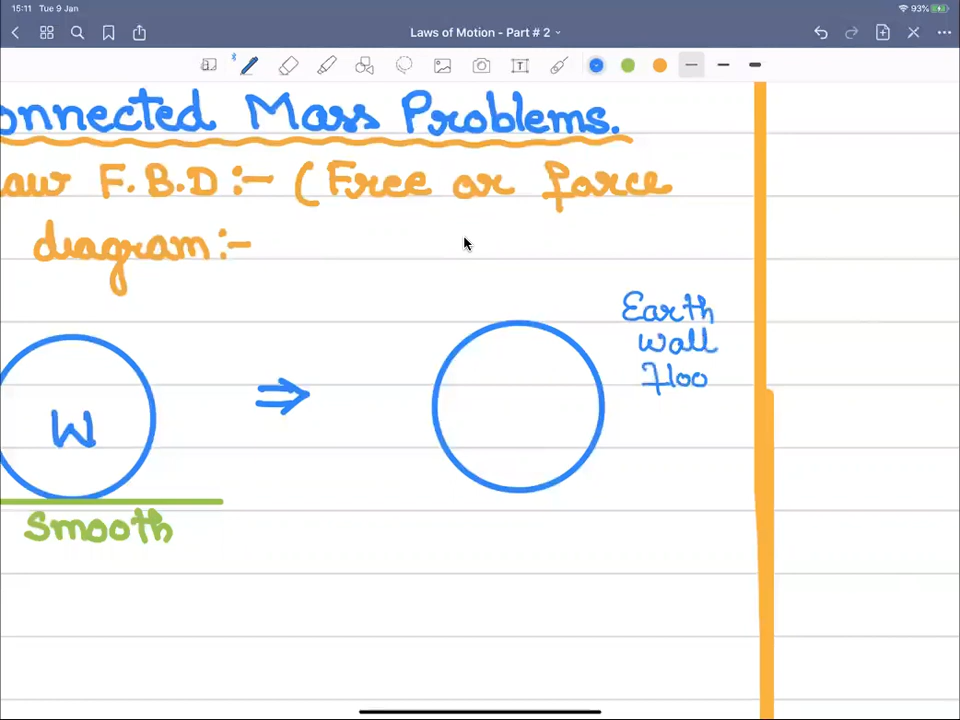 15:11 Tue 9 Jan
93%
Laws of Motion - Part # 2
onnected Mass Problems.
aw F.B.D :- (Free or force
diagram :-
Earth
wall
floo
W
Smooth